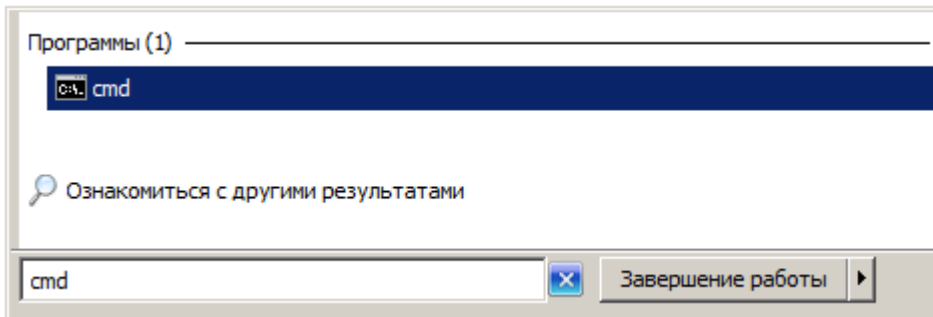 Программы (1)
C:\. cmd
Ознакомиться с другими результатами
cmd
Завершение работы